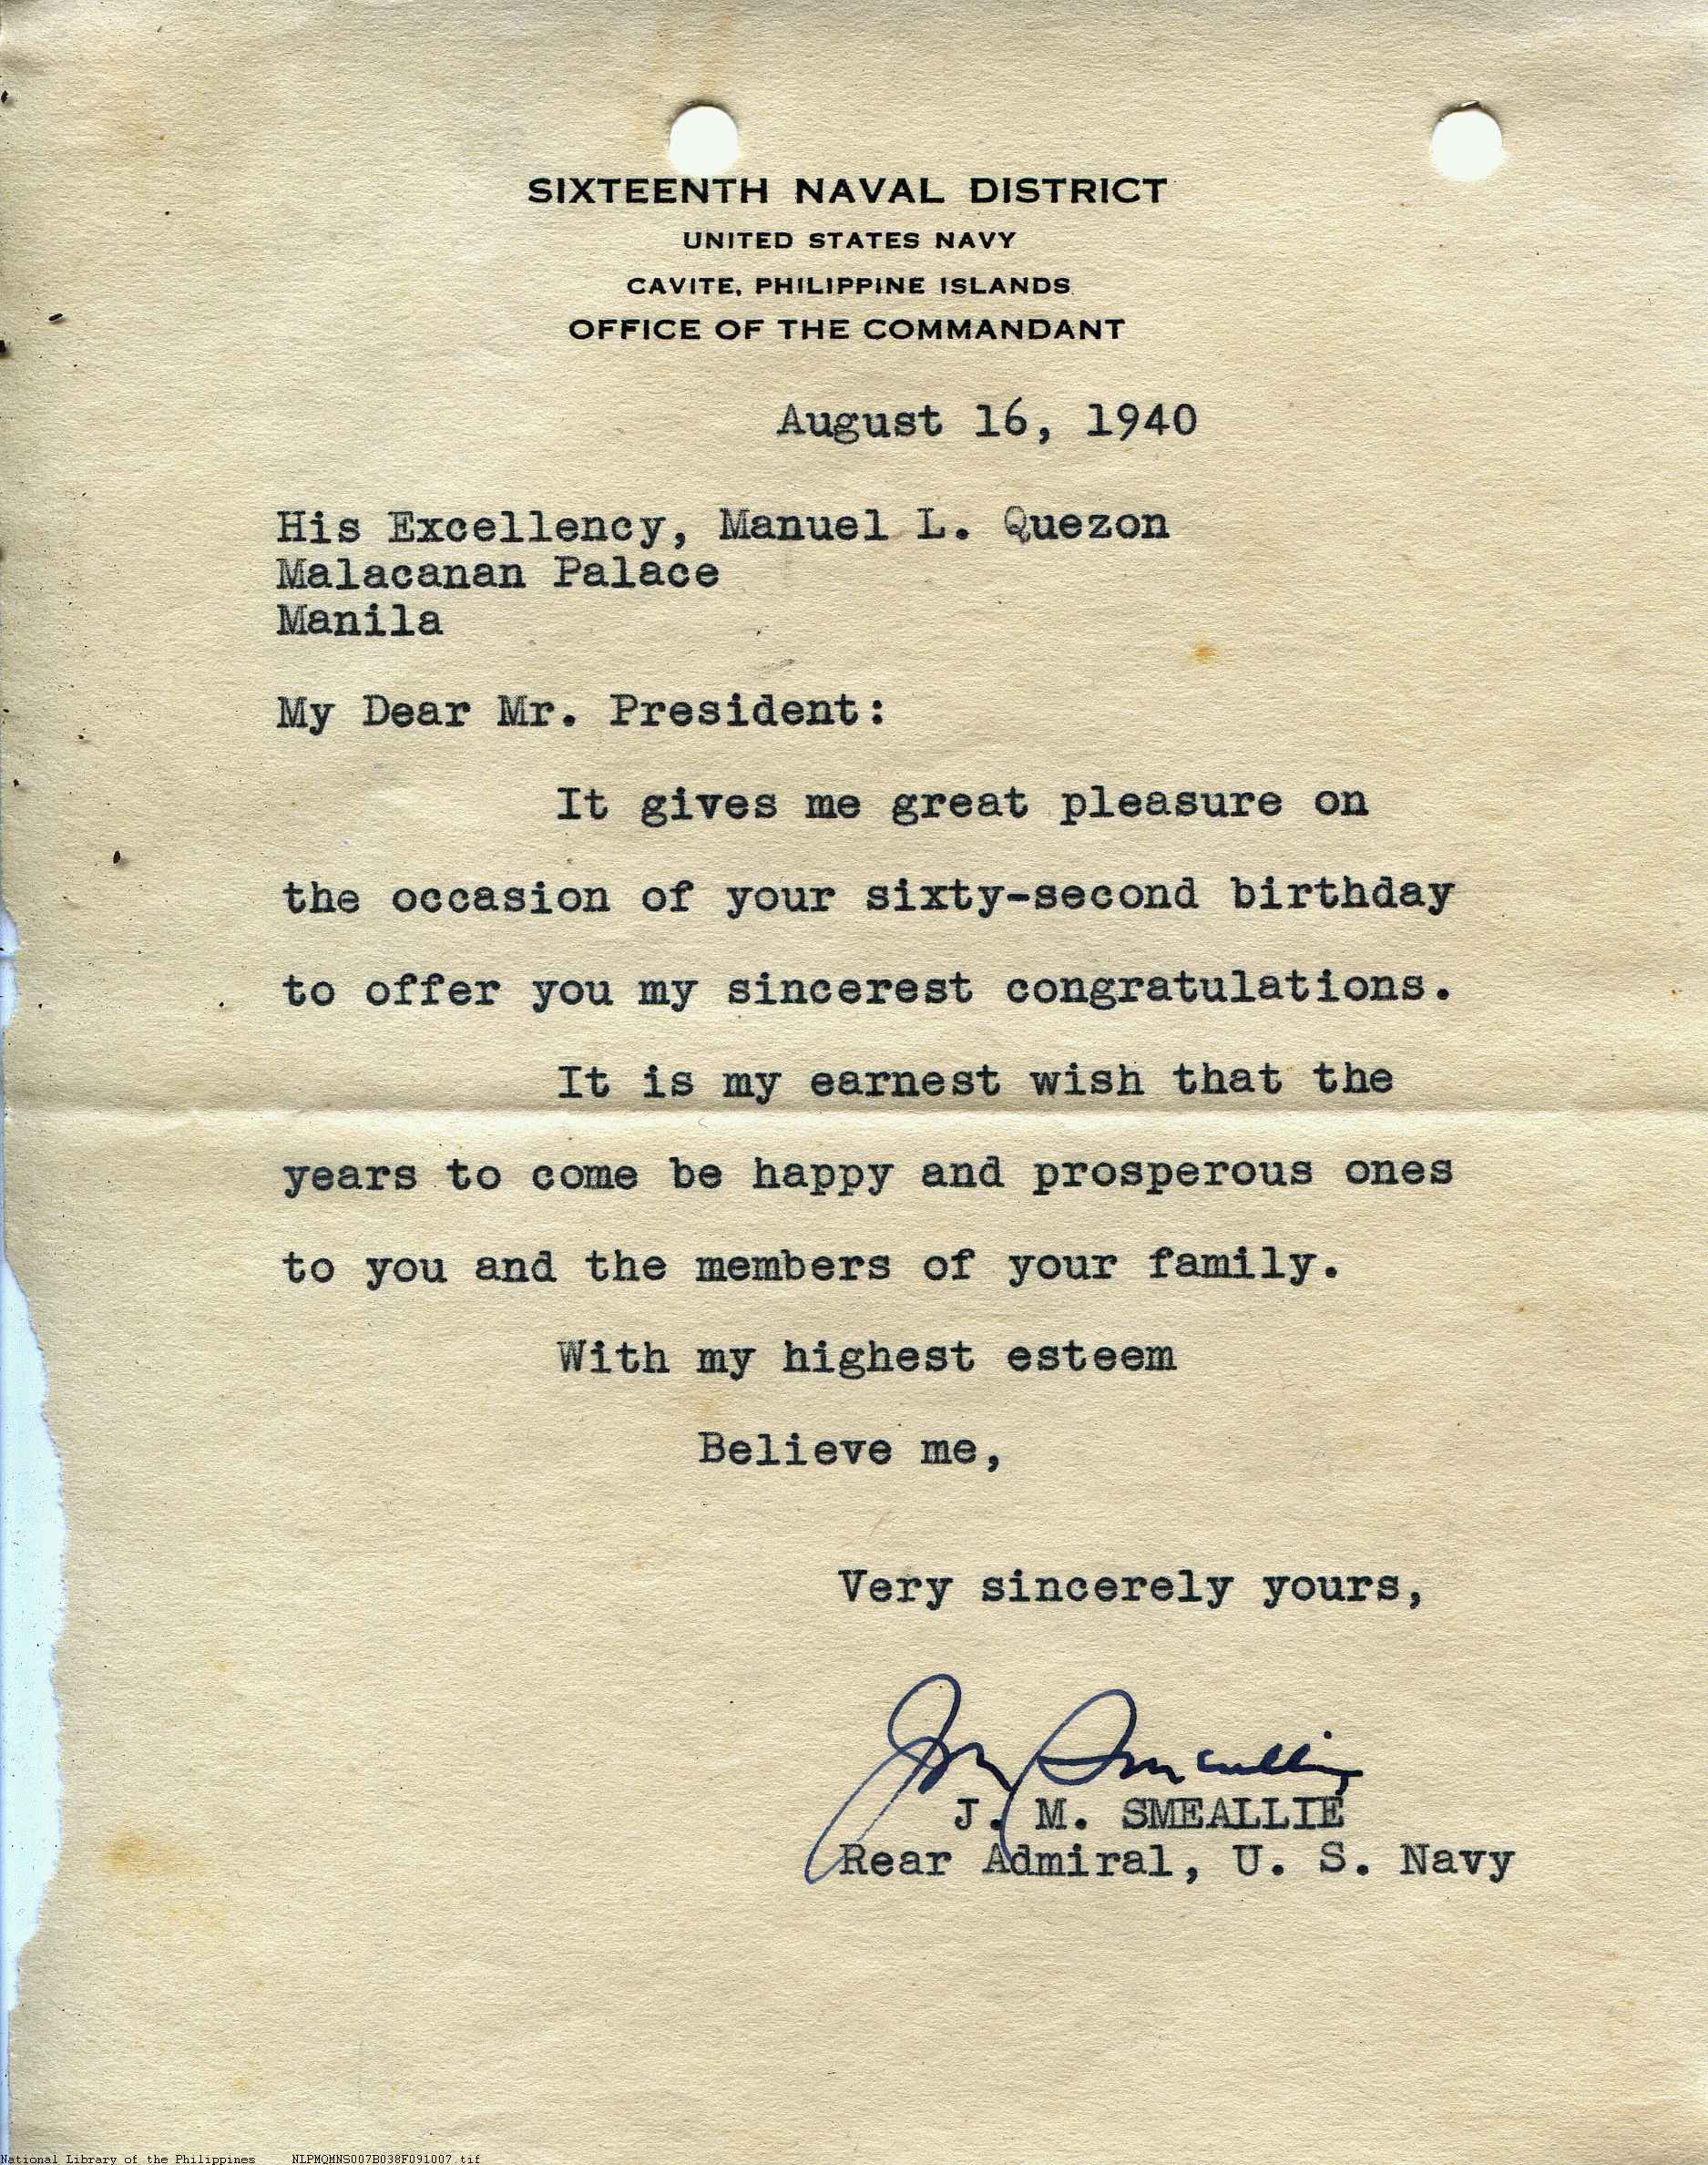 SIXTEENTH NAVAL DISTRICT
UNITED STATES NAVY
CAVITE, PHILIPPINE ISLANDS
OFFICE OF THE COMMANDANT
August 16, 1940
His Excellency, Manuel L. Quezon
Malacanan Palace
Manila
My Dear Mr. President:
It gives me great pleasure on
the occasion of your sixty-second birthday
to offer you my sincerest congratulations.
It is my earnest wish that the
years to come be happy and prosperous ones
to you and the members of your family.
With my highest esteem
Believe me,
Very sincerely yours,
J M Smeallie
J. M. SMEALLIE
Rear Admiral, U. S. Navy
National Library of the Philippines NLPMQMNS007B038F091007.tif